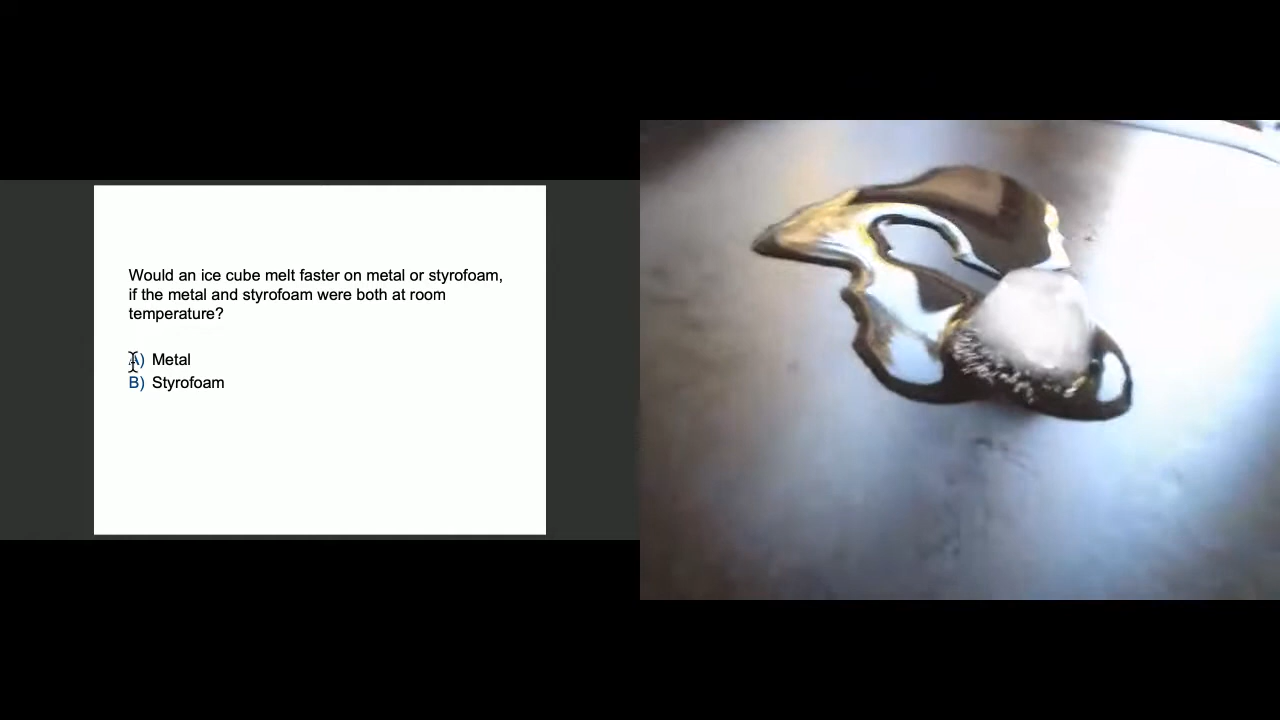 Would an ice cube melt faster on metal or styrofoam,
if the metal and styrofoam were both at room
temperature?
A) Metal
B) Styrofoam